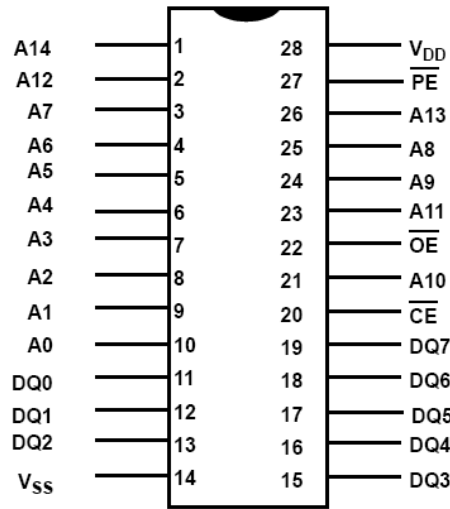 A14 1 28 VDD
A12 2 27 PE
A7 3 26 A13
A6 4 25 A8
A5 5 24 A9
A4 6 23 A11
A3 7 22 OE
A2 8 21 A10
A1 9 20 CE
A0 10 19 DQ7
DQ0 11 18 DQ6
DQ1 12 17 DQ5
DQ2 13 16 DQ4
VSS 14 15 DQ3